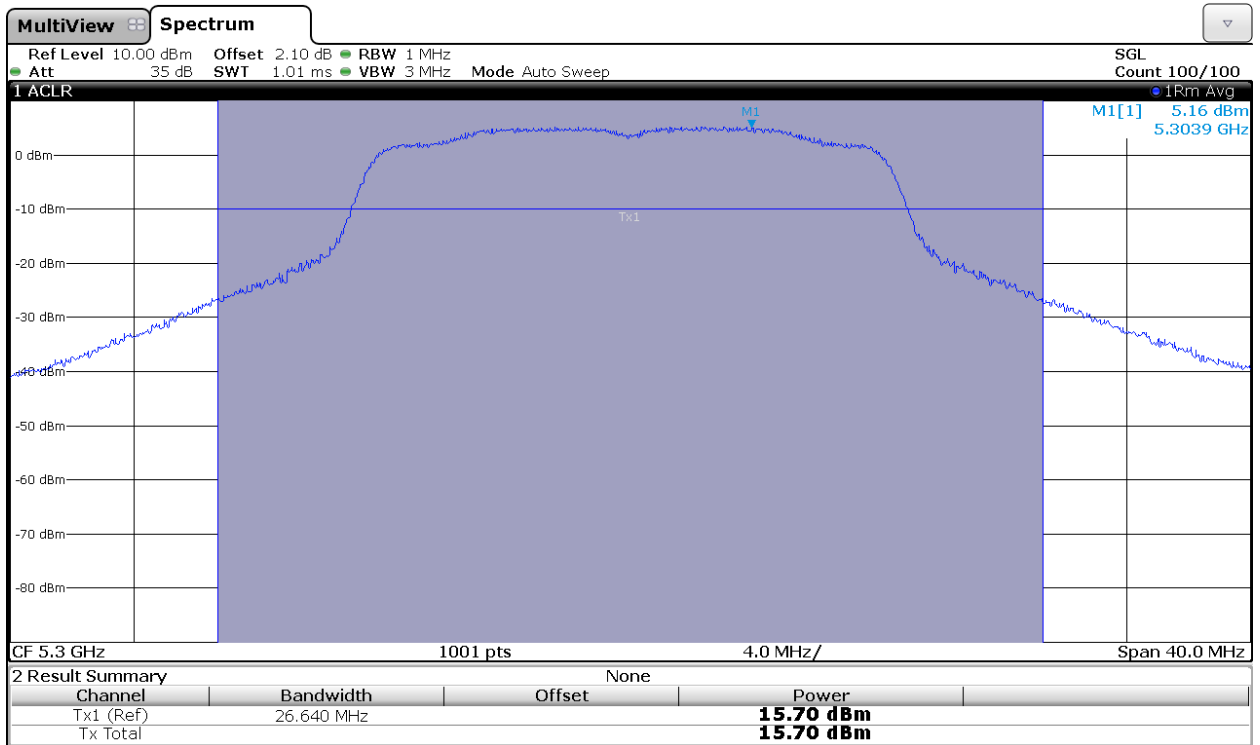 MultiView Spectrum
Ref Level 10.00 dBm Offset 2.10 dB RBW 1 MHz SGL
Att 35 dB SWT 1.01 ms VBW 3 MHz Mode Auto Sweep Count 100/100
1 ACLR 1Rm Avg
M1 M1[1] 5.16 dBm
5.3039 GHz
0 dBm
-10 dBm
Tx1
-20 dBm
-30 dBm
-40 dBm
-50 dBm
-60 dBm
-70 dBm
-80 dBm
CF 5.3 GHz 1001 pts 4.0 MHz/ Span 40.0 MHz
2 Result Summary None
Channel Bandwidth Offset Power
Tx1 (Ref) 26.640 MHz 15.70 dBm
Tx Total 15.70 dBm